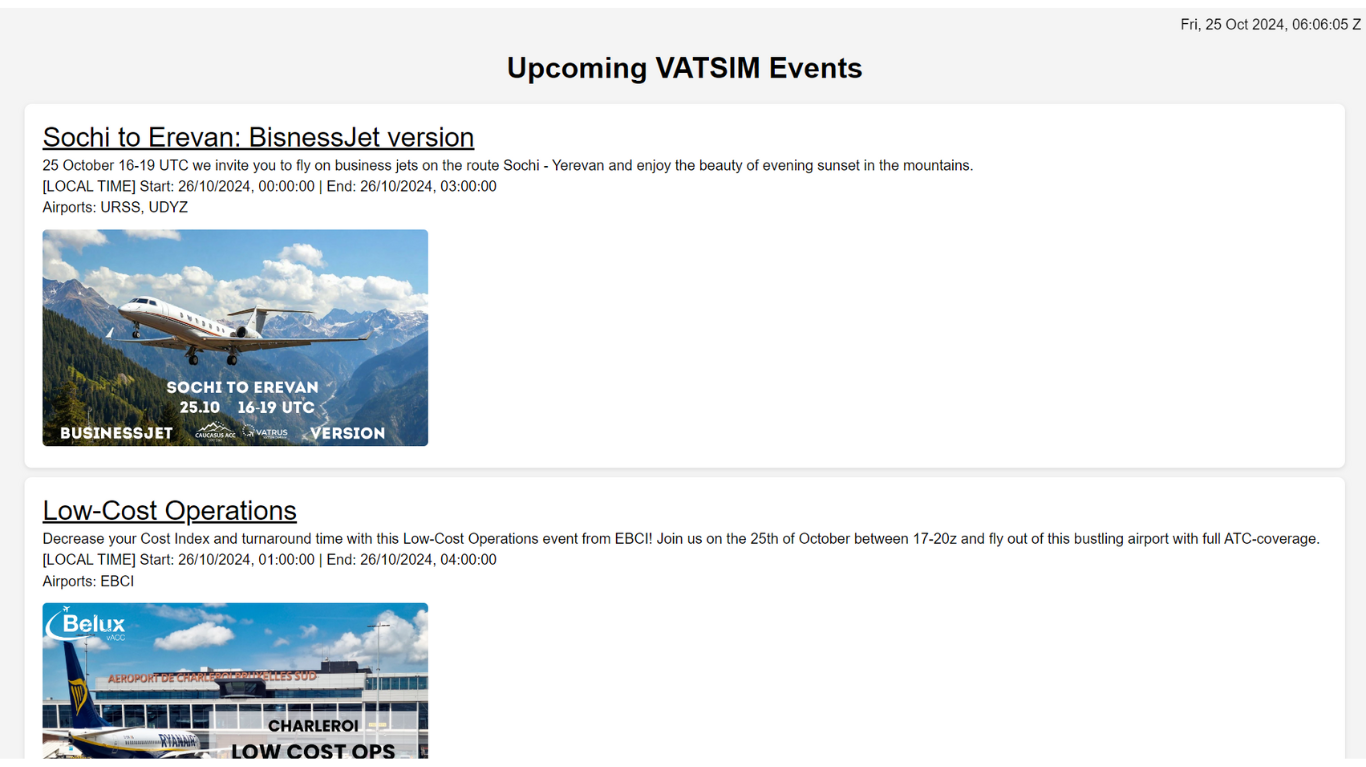 Fri, 25 Oct 2024, 06:06:05 Z
Upcoming VATSIM Events
Sochi to Erevan: BisnessJet version
25 October 16-19 UTC we invite you to fly on business jets on the route Sochi - Yerevan and enjoy the beauty of evening sunset in the mountains.
[LOCAL TIME] Start: 26/10/2024, 00:00:00 | End: 26/10/2024, 03:00:00
Airports: URSS, UDYZ
SOCHI TO EREVAN
25.10 16-19 UTC
BUSINESSJET CAUCASUS ACC VATRUS VERSION
Low-Cost Operations
Decrease your Cost Index and turnaround time with this Low-Cost Operations event from EBCI! Join us on the 25th of October between 17-20z and fly out of this bustling airport with full ATC-coverage.
[LOCAL TIME] Start: 26/10/2024, 01:00:00 | End: 26/10/2024, 04:00:00
Airports: EBCI
Belux
vACC
AEROPORT DE CHARLEROI BRUXELLES SUD
CHARLEROI
RYANAIR
LOW COST OPS